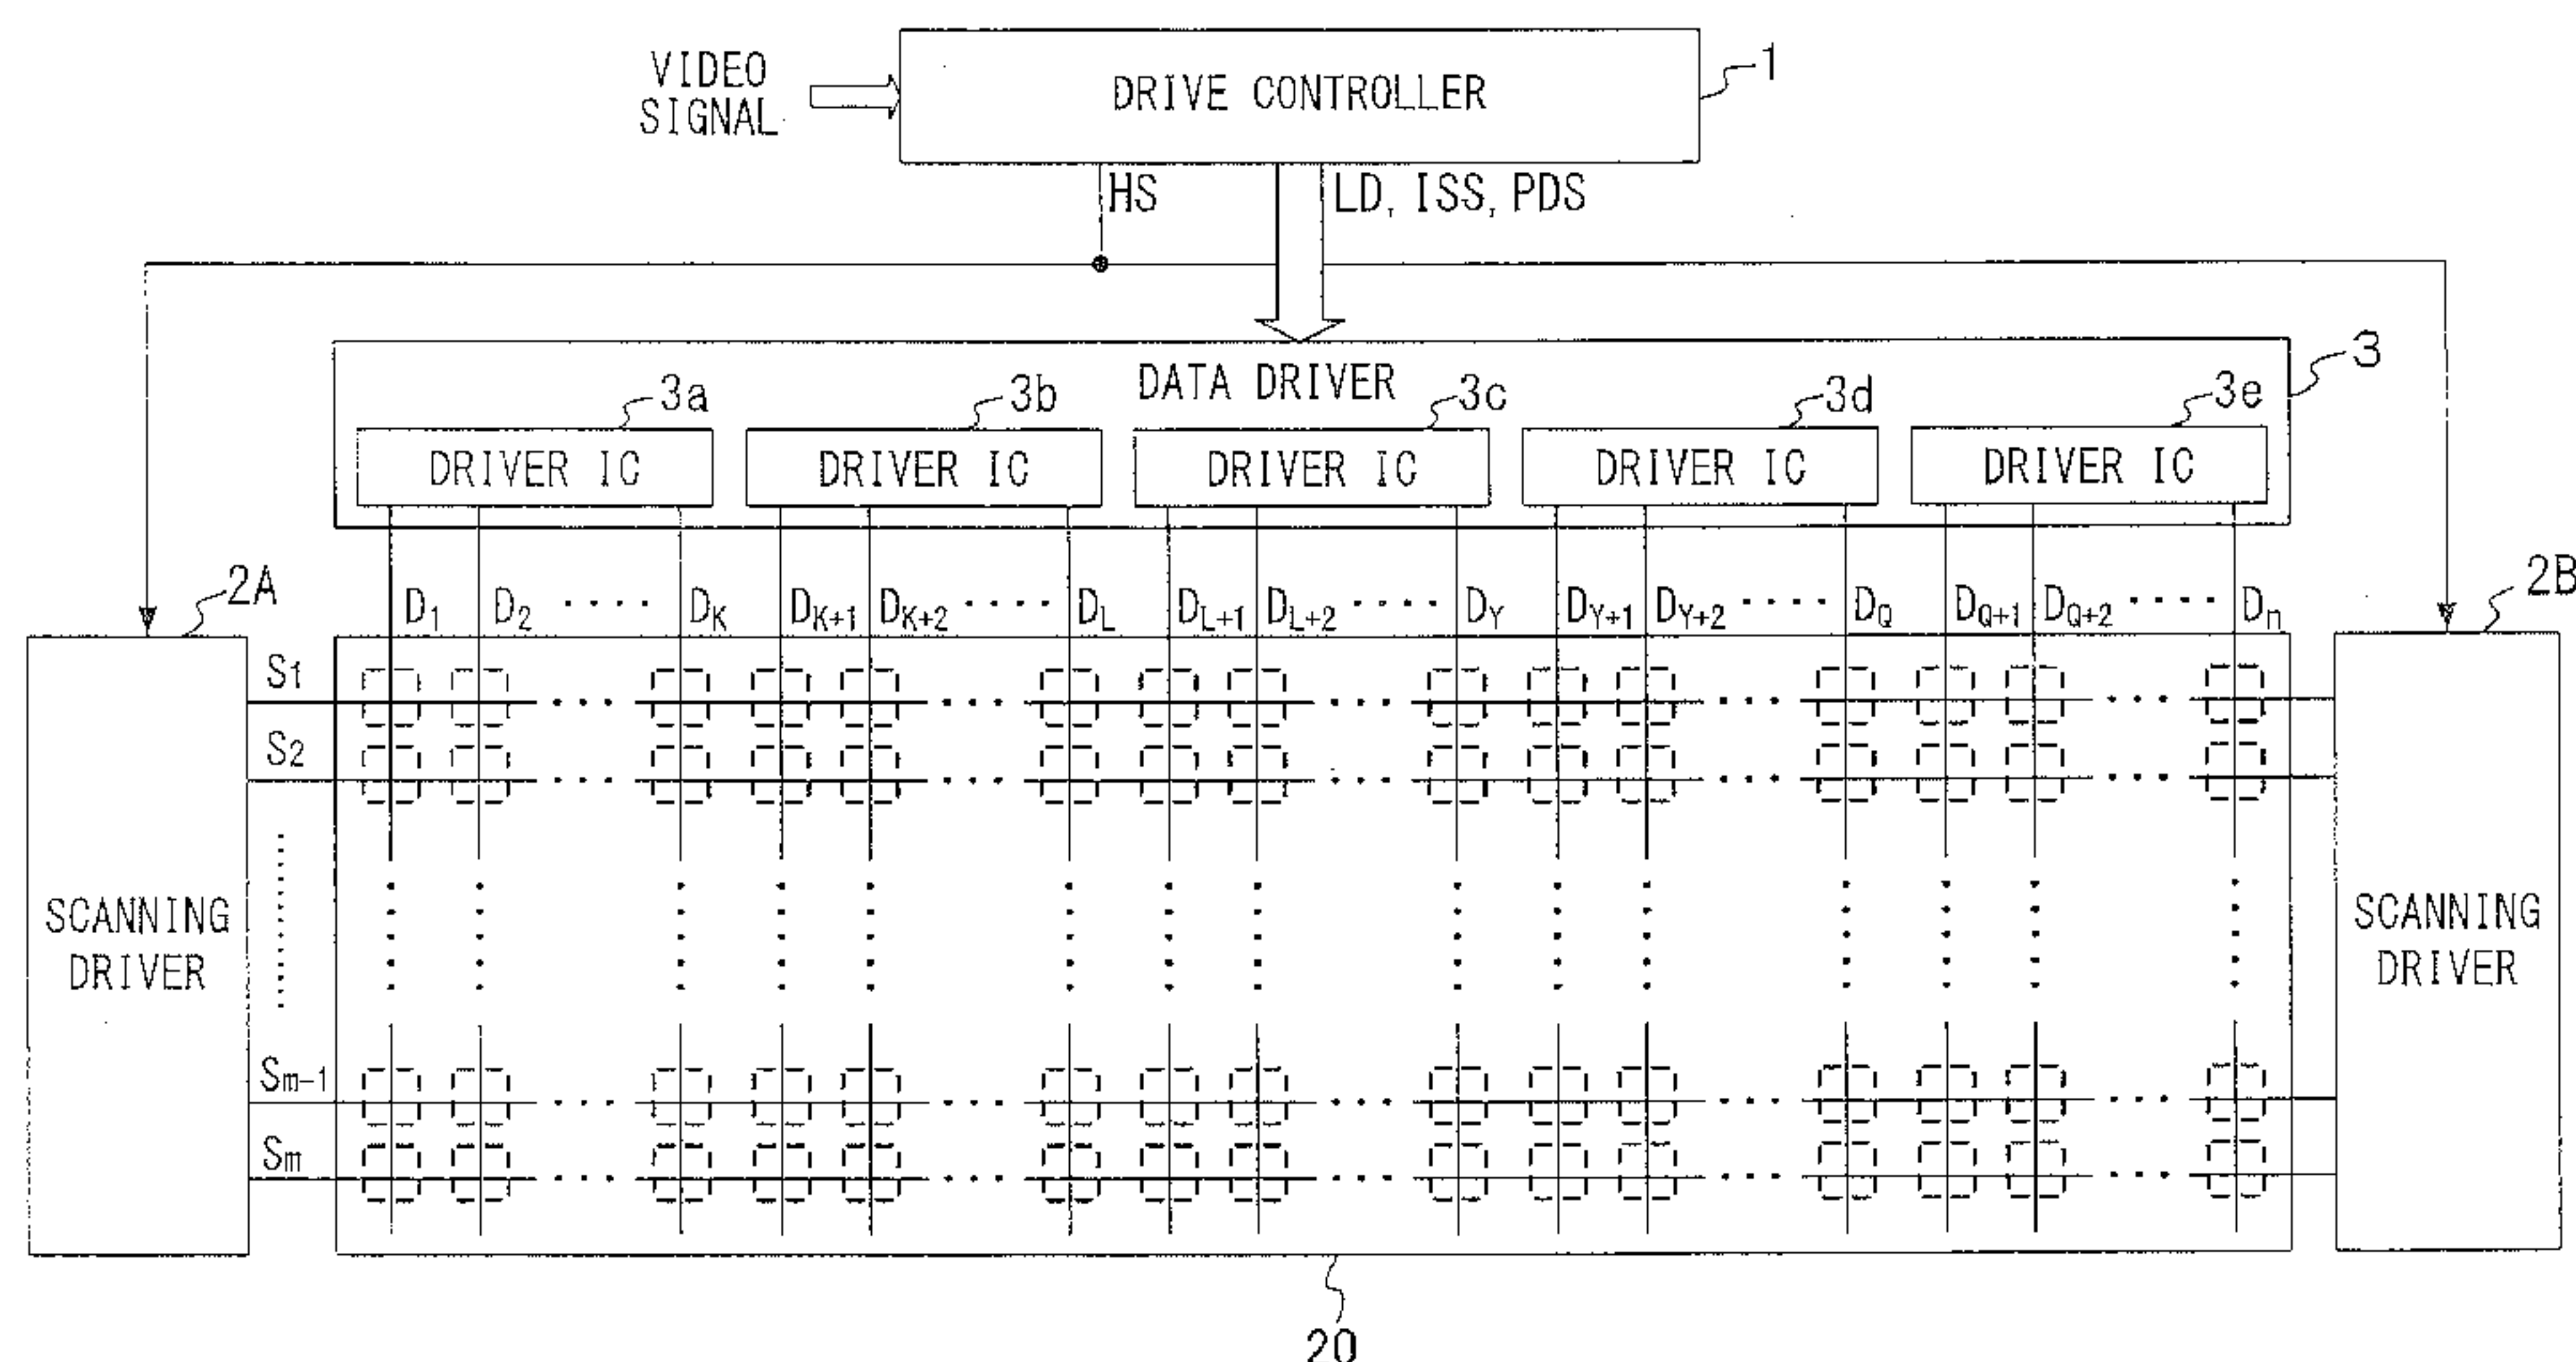 VIDEO
SIGNAL
DRIVE CONTROLLER
1
HS
LD, ISS, PDS
DATA DRIVER
3
3a
3b
3c
3d
3e
DRIVER IC
DRIVER IC
DRIVER IC
DRIVER IC
DRIVER IC
2A
D1 D2 ···· DK DK+1 DK+2 ···· DL DL+1 DL+2 ···· DY DY+1 DY+2 ···· DQ DQ+1 DQ+2 ···· Dn
2B
S1
S2
SCANNING
DRIVER
SCANNING
DRIVER
Sm-1
Sm
20